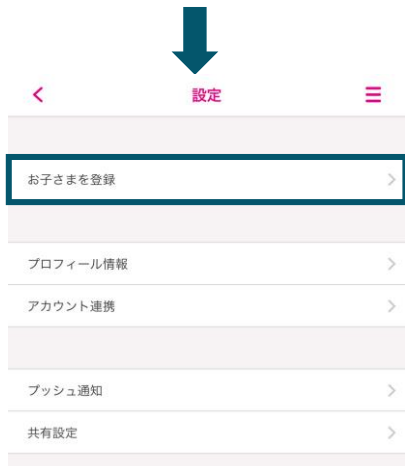 設定
お子さまを登録
プロフィール情報
アカウント連携
プッシュ通知
共有設定